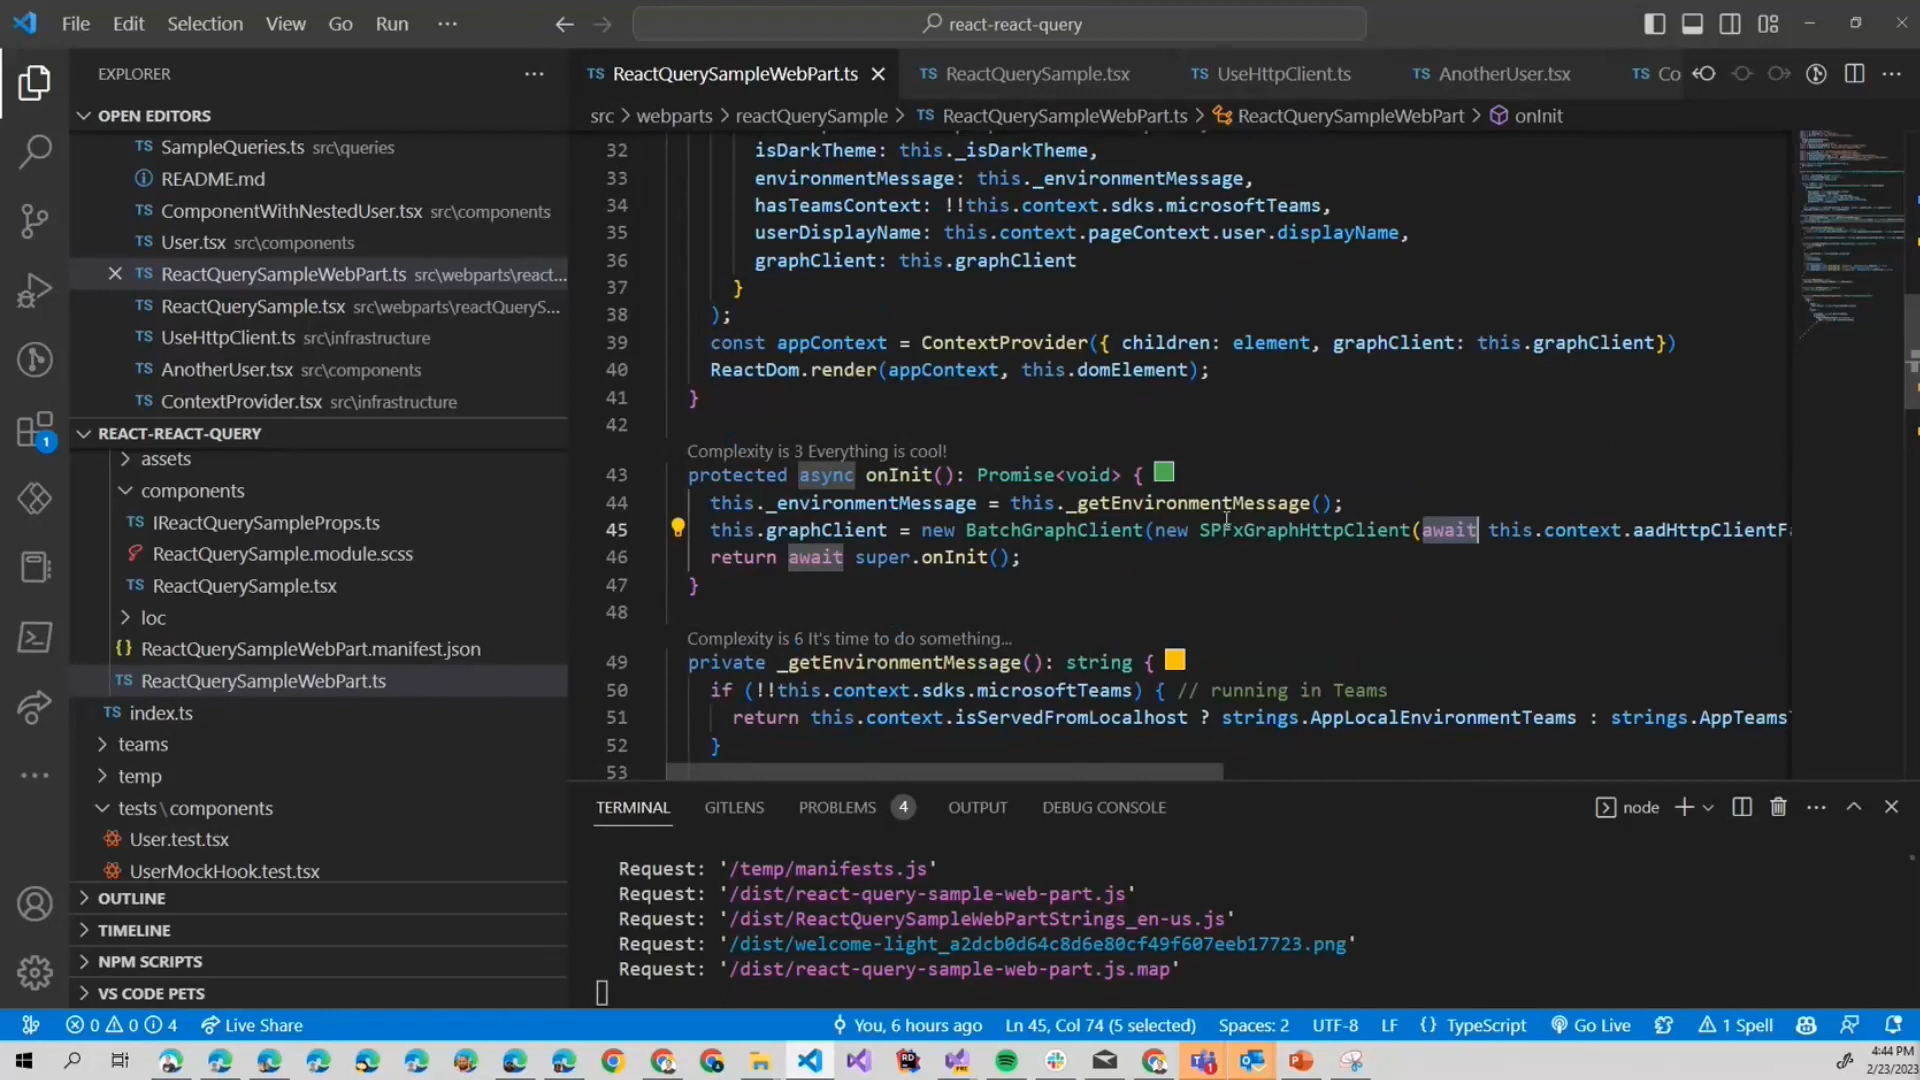 File Edit Selection View Go Run ···
react-react-query
EXPLORER
OPEN EDITORS
TS SampleQueries.ts src\queries
README.md
TS ComponentWithNestedUser.tsx src\components
TS User.tsx src\components
TS ReactQuerySampleWebPart.ts src\webparts\react...
TS ReactQuerySample.tsx src\webparts\reactQueryS...
TS UseHttpClient.ts src\infrastructure
TS AnotherUser.tsx src\components
TS ContextProvider.tsx src\infrastructure
REACT-REACT-QUERY
assets
components
TS IReactQuerySampleProps.ts
ReactQuerySample.module.scss
TS ReactQuerySample.tsx
loc
{} ReactQuerySampleWebPart.manifest.json
TS ReactQuerySampleWebPart.ts
TS index.ts
teams
temp
tests\components
User.test.tsx
UserMockHook.test.tsx
OUTLINE
TIMELINE
NPM SCRIPTS
VS CODE PETS
1
TS ReactQuerySampleWebPart.ts TS ReactQuerySample.tsx TS UseHttpClient.ts TS AnotherUser.tsx TS Co
src > webparts > reactQuerySample > TS ReactQuerySampleWebPart.ts > ReactQuerySampleWebPart > onInit
32 isDarkTheme: this._isDarkTheme,
33 environmentMessage: this._environmentMessage,
34 hasTeamsContext: !!this.context.sdks.microsoftTeams,
35 userDisplayName: this.context.pageContext.user.displayName,
36 graphClient: this.graphClient
37 }
38 );
39 const appContext = ContextProvider({ children: element, graphClient: this.graphClient})
40 ReactDom.render(appContext, this.domElement);
41 }
42
Complexity is 3 Everything is cool!
43 protected async onInit(): Promise<void> {
44 this._environmentMessage = this._getEnvironmentMessage();
45 this.graphClient = new BatchGraphClient(new SPFxGraphHttpClient(await this.context.aadHttpClientFa
46 return await super.onInit();
47 }
48
Complexity is 6 It's time to do something...
49 private _getEnvironmentMessage(): string {
50 if (!!this.context.sdks.microsoftTeams) { // running in Teams
51 return this.context.isServedFromLocalhost ? strings.AppLocalEnvironmentTeams : strings.AppTeamsT
52 }
53
TERMINAL GITLENS PROBLEMS 4 OUTPUT DEBUG CONSOLE node
Request: '/temp/manifests.js'
Request: '/dist/react-query-sample-web-part.js'
Request: '/dist/ReactQuerySampleWebPartStrings_en-us.js'
Request: '/dist/welcome-light_a2dcb0d64c8d6e80cf49f607eeb17723.png'
Request: '/dist/react-query-sample-web-part.js.map'
0 0 4 Live Share You, 6 hours ago Ln 45, Col 74 (5 selected) Spaces: 2 UTF-8 LF {} TypeScript Go Live 1 Spell
4:44 PM
2/23/2023